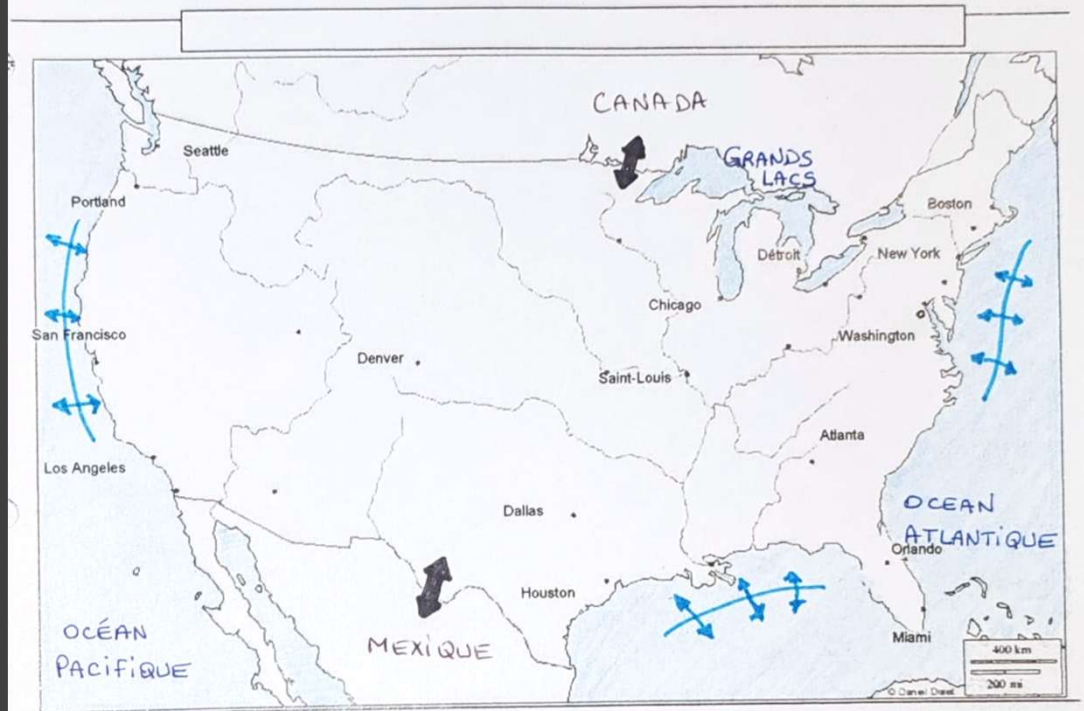 CANADA
Seattle
GRANDS
LACS
Portland
Boston
Détroit
New York
Chicago
San Francisco
Washington
Denver
Saint-Louis
Atlanta
Los Angeles
OCEAN
ATLANTIQUE
Dallas
Orlando
Houston
OCÉAN
PACIFIQUE
MEXIQUE
Miami
400 km
200 mi
© Daniel Dalet